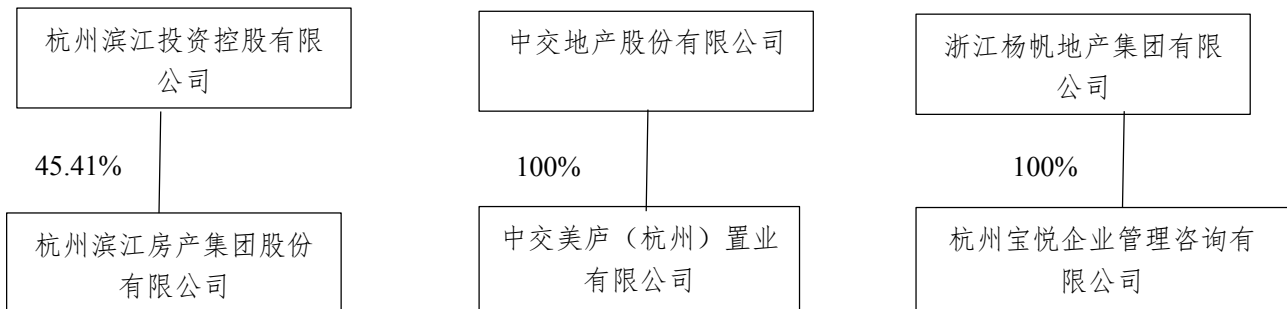 杭州滨江投资控股有限
公司
中交地产股份有限公司
浙江杨帆地产集团有限
公司
45.41%
100%
100%
杭州滨江房产集团股份
有限公司
中交美庐（杭州）置业
有限公司
杭州宝悦企业管理咨询有
限公司